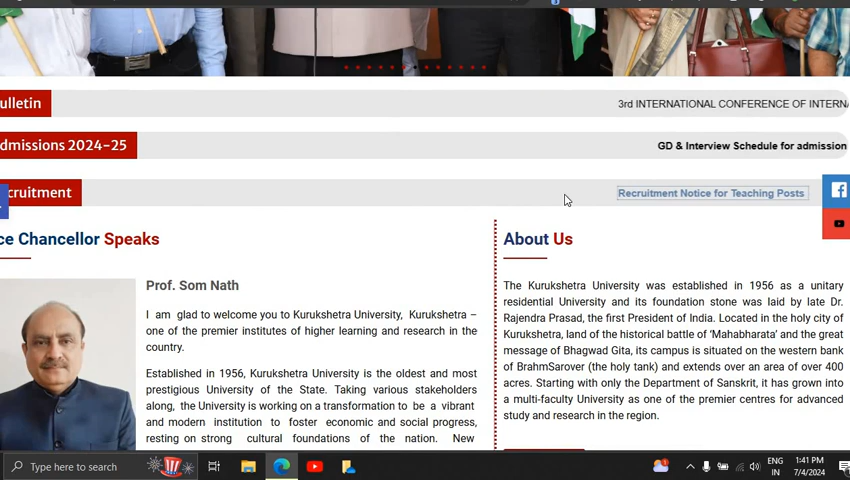 ulletin
3rd INTERNATIONAL CONFERENCE OF INTERNA
dmissions 2024-25
GD & Interview Schedule for admission
cruitment
Recruitment Notice for Teaching Posts
ce Chancellor Speaks
Prof. Som Nath
I am glad to welcome you to Kurukshetra University, Kurukshetra –
one of the premier institutes of higher learning and research in the
country.
Established in 1956, Kurukshetra University is the oldest and most
prestigious University of the State. Taking various stakeholders
along, the University is working on a transformation to be a vibrant
and modern institution to foster economic and social progress,
resting on strong cultural foundations of the nation. New
About Us
The Kurukshetra University was established in 1956 as a unitary
residential University and its foundation stone was laid by late Dr.
Rajendra Prasad, the first President of India. Located in the holy city of
Kurukshetra, land of the historical battle of ‘Mahabharata’ and the great
message of Bhagwad Gita, its campus is situated on the western bank
of BrahmSarover (the holy tank) and extends over an area of over 400
acres. Starting with only the Department of Sanskrit, it has grown into
a multi-faculty University as one of the premier centres for advanced
study and research in the region.
Type here to search
ENG
IN
1:41 PM
7/4/2024